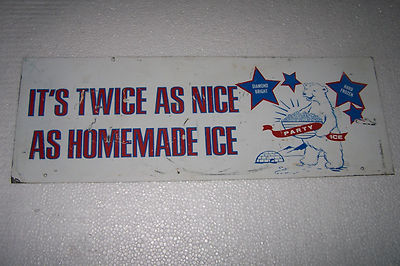 IT'S TWICE AS NICE
AS HOMEMADE ICE
DIAMOND
BRIGHT
HARD
FROZEN
PARTY
ICE